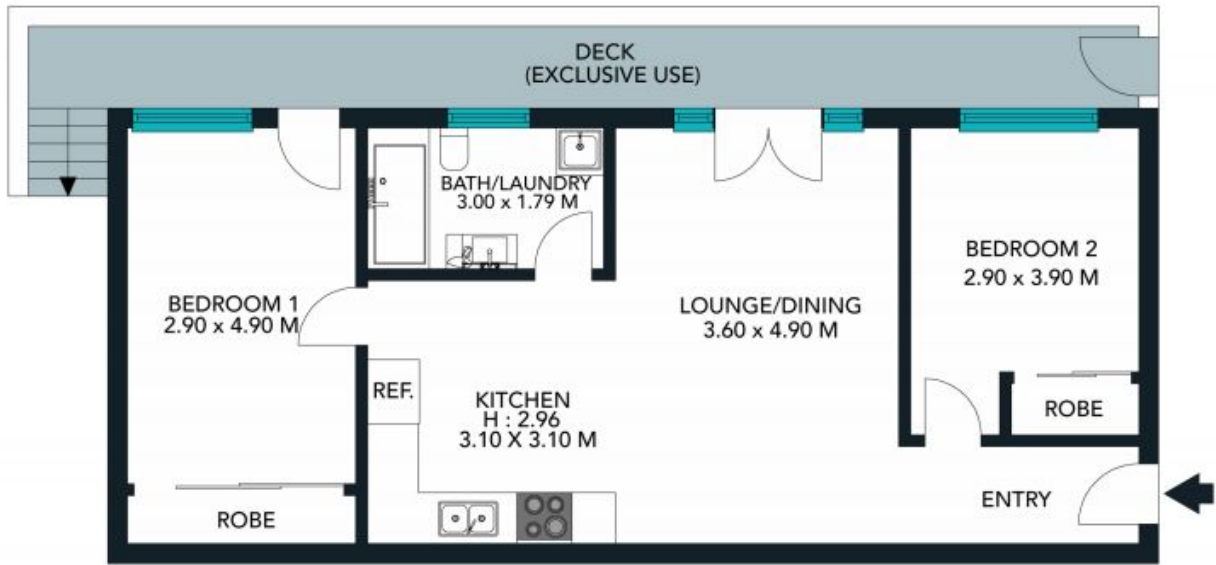 DECK
(EXCLUSIVE USE)
BATH/LAUNDRY
3.00 x 1.79 M
BEDROOM 1
2.90 x 4.90 M
LOUNGE/DINING
3.60 x 4.90 M
BEDROOM 2
2.90 x 3.90 M
REF.
KITCHEN
H : 2.96
3.10 X 3.10 M
ROBE
ROBE
ENTRY